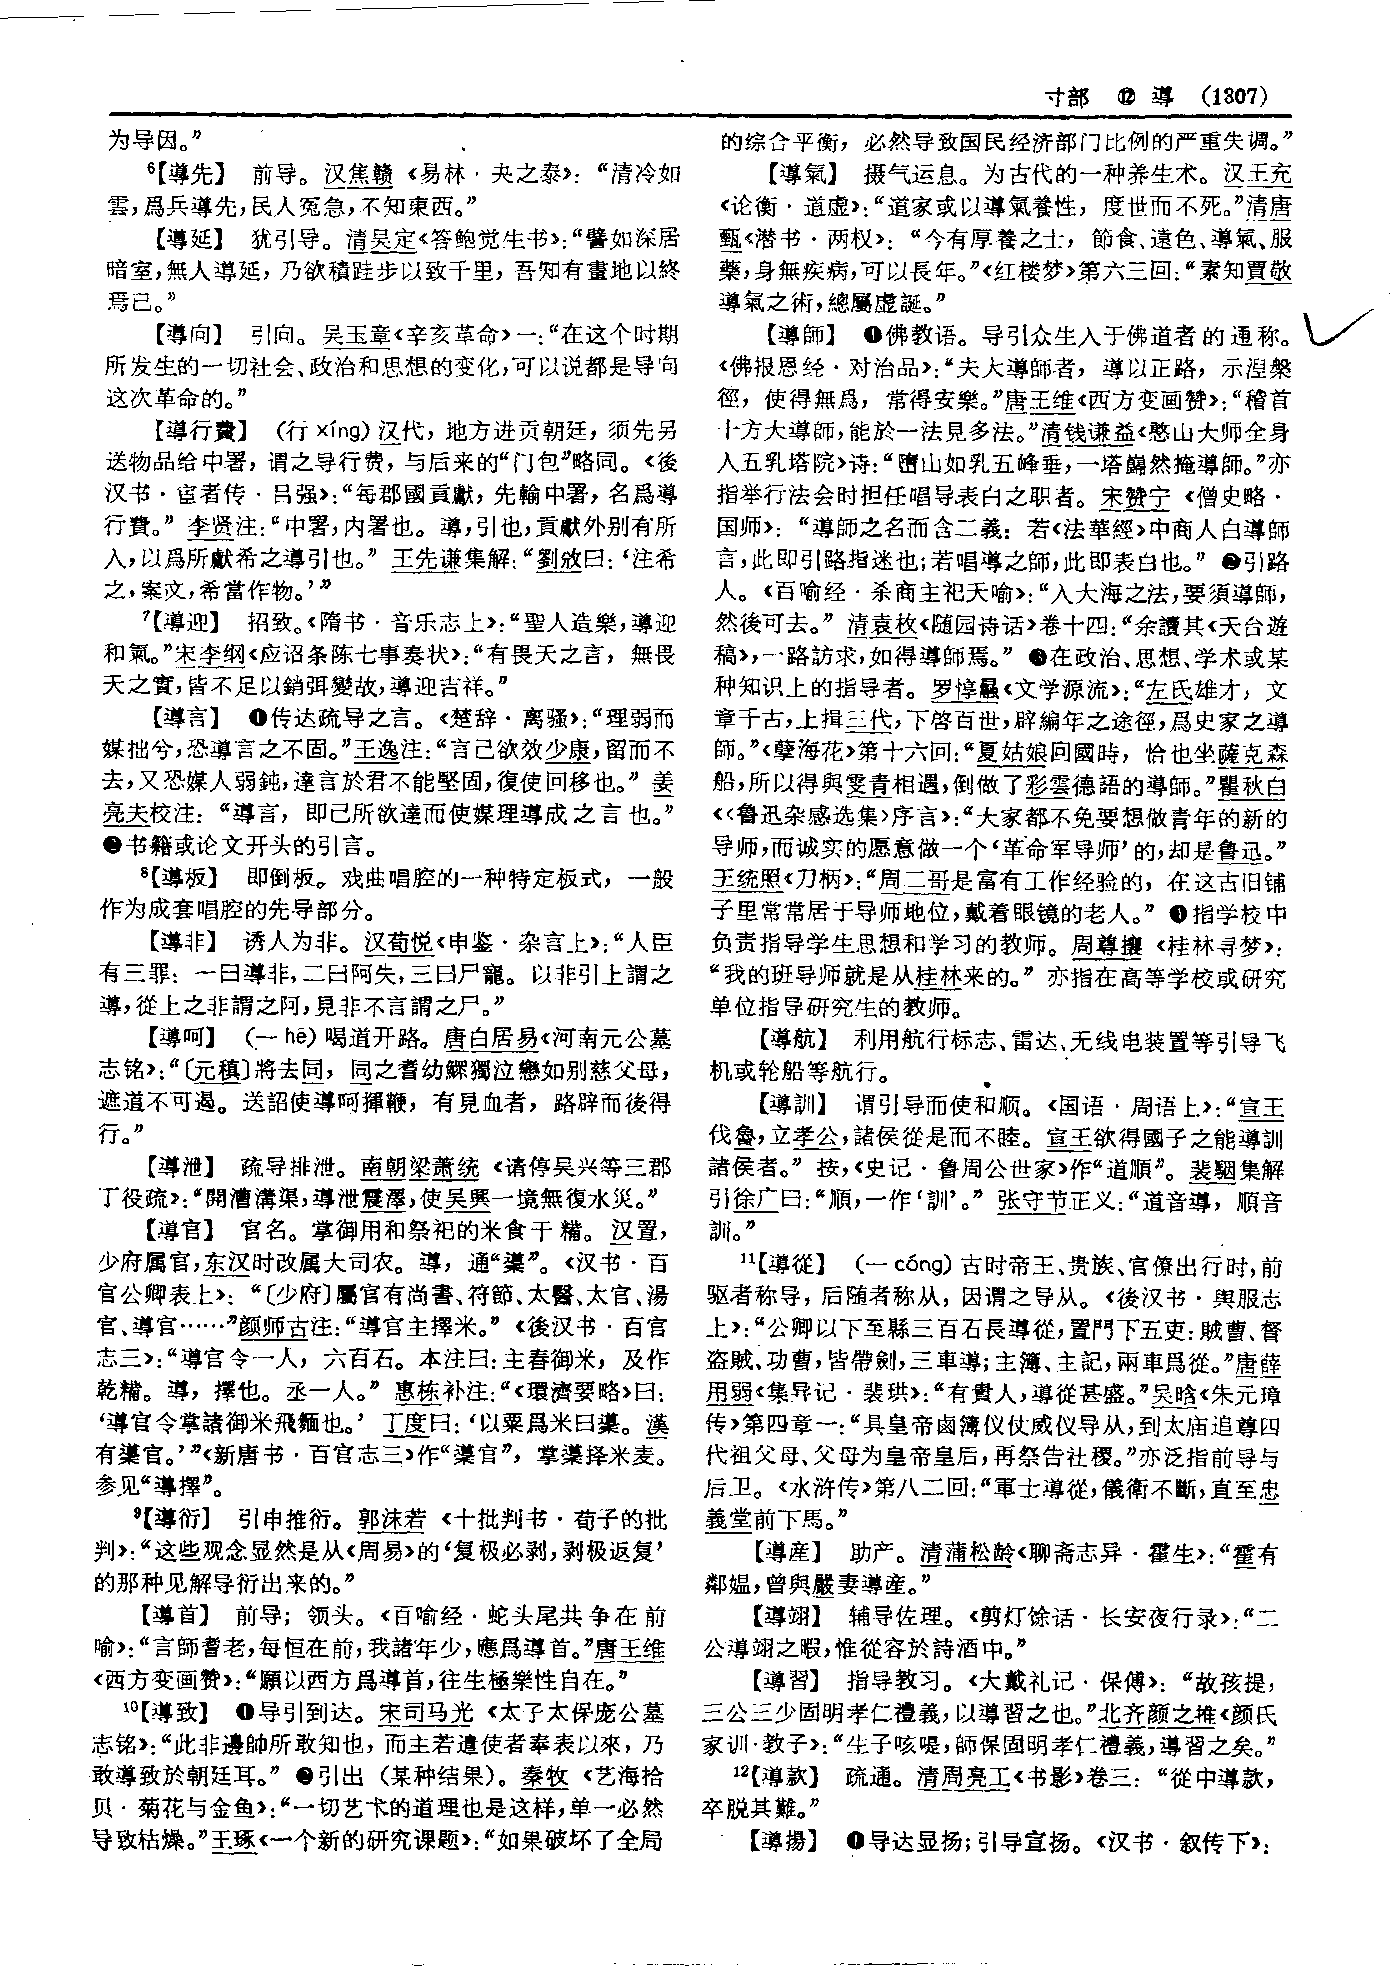 寸部 ⑫ 導 (1307)
为导因。”
⁶【導先】 前导。汉焦赣《易林·夬之泰》：“清冷如
雲，爲兵導先，民人冤急，不知東西。”
【導延】 犹引导。清吴定《答鲍觉生书》：“譬如深居
暗室，無人導延，乃欲積跬步以致千里，吾知有畫地以終
焉已。”
【導向】 引向。吴玉章《辛亥革命》一：“在这个时期
所发生的一切社会、政治和思想的变化，可以说都是导向
这次革命的。”
【導行費】 (行 xíng) 汉代，地方进贡朝廷，须先另
送物品给中署，谓之导行费，与后来的“门包”略同。《後
汉书·宦者传·吕强》：“每郡國貢獻，先輸中署，名爲導
行費。”李贤注：“中署，内署也。導，引也，貢獻外别有所
入，以爲所獻希之導引也。”王先谦集解：“劉攽曰：‘注希
之，案文，希當作物。’”
⁷【導迎】 招致。《隋书·音乐志上》：“聖人造樂，導迎
和氣。”宋李纲《应诏条陈七事奏状》：“有畏天之言，無畏
天之實，皆不足以銷弭變故，導迎吉祥。”
【導言】 ❶传达疏导之言。《楚辞·离骚》：“理弱而
媒拙兮，恐導言之不固。”王逸注：“言己欲效少康，留而不
去，又恐媒人弱鈍，達言於君不能堅固，復使回移也。”姜
亮夫校注：“導言，即己所欲達而使媒理導成之言也。”
❷书籍或论文开头的引言。
⁸【導板】 即倒板。戏曲唱腔的一种特定板式，一般
作为成套唱腔的先导部分。
【導非】 诱人为非。汉荀悦《申鉴·杂言上》：“人臣
有三罪：一曰導非，二曰阿失，三曰尸寵。以非引上謂之
導，從上之非謂之阿，見非不言謂之尸。”
【導呵】 (— hē) 喝道开路。唐白居易《河南元公墓
志铭》：“〔元稹〕將去同，同之耆幼鰥獨泣戀如别慈父母，
遮道不可遏。送詔使導呵揮鞭，有見血者，路辟而後得
行。”
【導泄】 疏导排泄。南朝梁萧统《请停吴兴等三郡
丁役疏》：“開漕溝渠，導泄震澤，使吴興一境無復水災。”
【導官】 官名。掌御用和祭祀的米食干糒。汉置，
少府属官，东汉时改属大司农。導，通“䆃”。《汉书·百
官公卿表上》：“〔少府〕屬官有尚書、符節、太醫、太官、湯
官、導官……”颜师古注：“導官主擇米。”《後汉书·百官
志三》：“導官令一人，六百石。本注曰：主舂御米，及作
乾糒。導，擇也。丞一人。”惠栋补注：“《環濟要略》曰：
‘導官令掌諸御米飛麵也。’丁度曰：‘以粟爲米曰䆃。漢
有䆃官。’”《新唐书·百官志三》作“䆃官”，掌䆃择米麦。
参见“導擇”。
⁹【導衍】 引申推衍。郭沫若《十批判书·荀子的批
判》：“这些观念显然是从《周易》的‘复极必剥，剥极返复’
的那种见解导衍出来的。”
【導首】 前导；领头。《百喻经·蛇头尾共争在前
喻》：“言師耆老，每恒在前，我諸年少，應爲導首。”唐王维
《西方变画赞》：“願以西方爲導首，往生極樂性自在。”
¹⁰【導致】 ❶导引到达。宋司马光《太子太保庞公墓
志铭》：“此非邊帥所敢知也，而主若遣使者奉表以來，乃
敢導致於朝廷耳。”❷引出（某种结果）。秦牧《艺海拾
贝·菊花与金鱼》：“一切艺术的道理也是这样，单一必然
导致枯燥。”王琢《一个新的研究课题》：“如果破坏了全局
的综合平衡，必然导致国民经济部门比例的严重失调。”
【導氣】 摄气运息。为古代的一种养生术。汉王充
《论衡·道虚》：“道家或以導氣養性，度世而不死。”清唐
甄《潜书·两权》：“今有厚養之士，節食、遠色、導氣、服
藥，身無疾病，可以長年。”《红楼梦》第六三回：“素知賈敬
導氣之術，總屬虚誕。”
【導師】 ❶佛教语。导引众生入于佛道者的通称。
《佛报恩经·对治品》：“夫大導師者，導以正路，示涅槃
徑，使得無爲，常得安樂。”唐王维《西方变画赞》：“稽首
十方大導師，能於一法見多法。”清钱谦益《憨山大师全身
入五乳塔院》诗：“匡山如乳五峰垂，一塔巋然掩導師。”亦
指举行法会时担任唱导表白之职者。宋赞宁《僧史略·
国师》：“導師之名而含二義：若《法華經》中商人白導師
言，此即引路指迷也；若唱導之師，此即表白也。”❷引路
人。《百喻经·杀商主祀天喻》：“入大海之法，要須導師，
然後可去。”清袁枚《随园诗话》卷十四：“余讀其《天台遊
稿》，一路訪求，如得導師焉。”❸在政治、思想、学术或某
种知识上的指导者。罗惇曧《文学源流》：“左氏雄才，文
章千古，上揖三代，下啓百世，辟編年之途徑，爲史家之導
師。”《孽海花》第十六回：“夏姑娘回國時，恰也坐薩克森
船，所以得與雯青相遇，倒做了彩雲德語的導師。”瞿秋白
《〈鲁迅杂感选集〉序言》：“大家都不免要想做青年的新的
导师，而诚实的愿意做一个‘革命军导师’的，却是鲁迅。”
王统照《刀柄》：“周二哥是富有工作经验的，在这古旧铺
子里常常居于导师地位，戴着眼镜的老人。”❹指学校中
负责指导学生思想和学习的教师。周尊攘《桂林寻梦》：
“我的班导师就是从桂林来的。”亦指在高等学校或研究
单位指导研究生的教师。
【導航】 利用航行标志、雷达、无线电装置等引导飞
机或轮船等航行。
【導訓】 谓引导而使和顺。《国语·周语上》：“宣王
伐魯，立孝公，諸侯從是而不睦。宣王欲得國子之能導訓
諸侯者。”按，《史记·鲁周公世家》作“道順”。裴駰集解
引徐广曰：“順，一作‘訓’。”张守节正义：“道音導，順音
訓。”
¹¹【導從】 (— cóng) 古时帝王、贵族、官僚出行时，前
驱者称导，后随者称从，因谓之导从。《後汉书·舆服志
上》：“公卿以下至縣三百石長導從，置門下五吏：賊曹、督
盗賊、功曹，皆帶劍，三車導；主簿、主記，兩車爲從。”唐薛
用弱《集异记·裴珙》：“有貴人，導從甚盛。”吴晗《朱元璋
传》第四章一：“具皇帝卤簿仪仗威仪导从，到太庙追尊四
代祖父母、父母为皇帝皇后，再祭告社稷。”亦泛指前导与
后卫。《水浒传》第八二回：“軍士導從，儀衛不斷，直至忠
義堂前下馬。”
【導産】 助产。清蒲松龄《聊斋志异·霍生》：“霍有
鄰媪，曾與嚴妻導産。”
【導翊】 辅导佐理。《剪灯馀话·长安夜行录》：“二
公導翊之暇，惟從容於詩酒中。”
【導習】 指导教习。《大戴礼记·保傅》：“故孩提，
三公三少固明孝仁禮義，以導習之也。”北齐颜之推《颜氏
家训·教子》：“生子咳㖷，師保固明孝仁禮義，導習之矣。”
¹²【導款】 疏通。清周亮工《书影》卷三：“從中導款，
卒脱其難。”
【導揚】 ❶导达显扬；引导宣扬。《汉书·叙传下》：